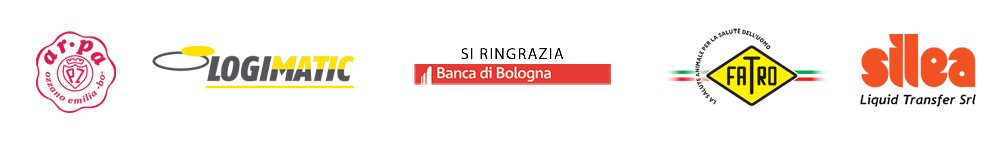 ar·pa
PZ
ozzano emilia -bo-
LOGIMATIC
SI RINGRAZIA
Banca di Bologna
LA SALUTE ANIMALE PER LA SALUTE DELL'UOMO
FATRO
silea
Liquid Transfer Srl